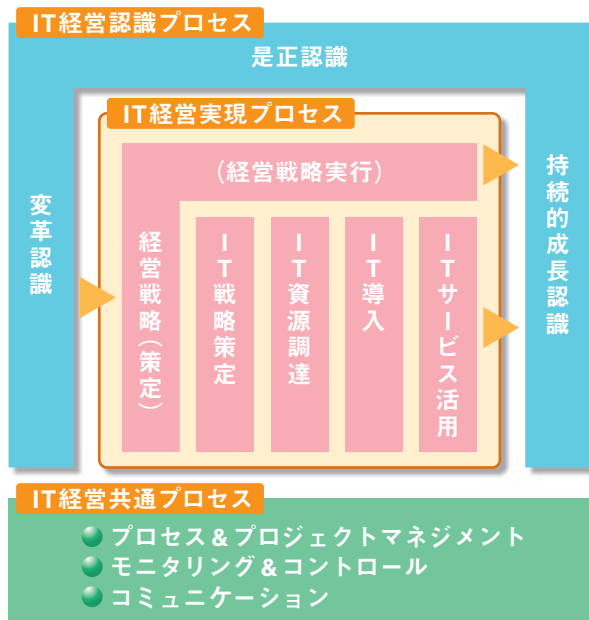 IT経営認識プロセス
是正認識
変革認識
IT経営実現プロセス
(経営戦略実行)
経営戦略(策定)
IT戦略策定
IT資源調達
IT導入
ITサービス活用
持続的成長認識
IT経営共通プロセス
プロセス&プロジェクトマネジメント
モニタリング&コントロール
コミュニケーション